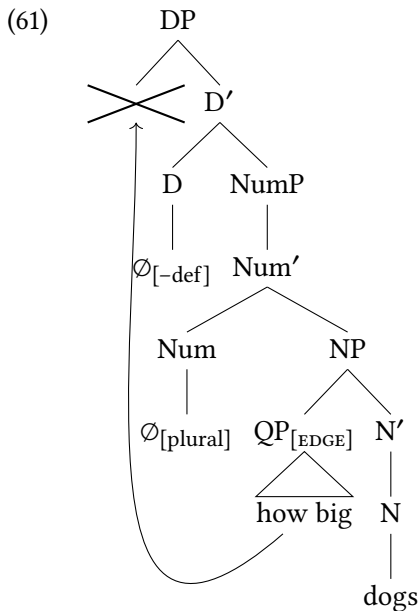 (61) DP
D′
D NumP
∅[−def] Num′
Num NP
∅[plural] QP[EDGE] N′
how big N
dogs